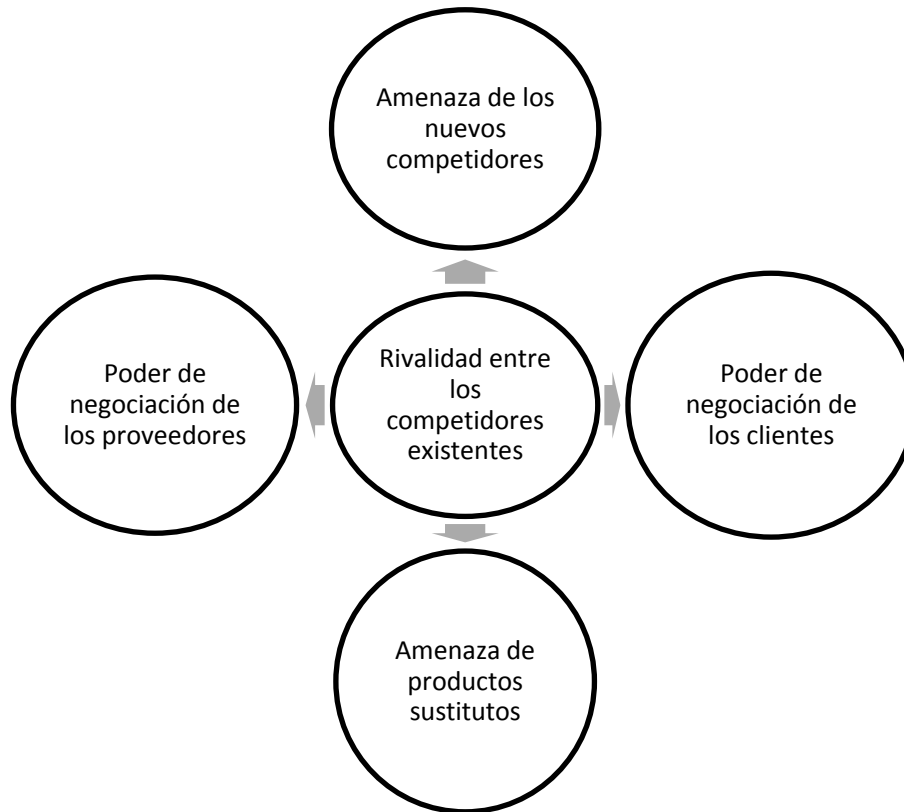 Amenaza de los
nuevos
competidores
Poder de
negociación de
los proveedores
Rivalidad entre
los
competidores
existentes
Poder de
negociación de
los clientes
Amenaza de
productos
sustitutos